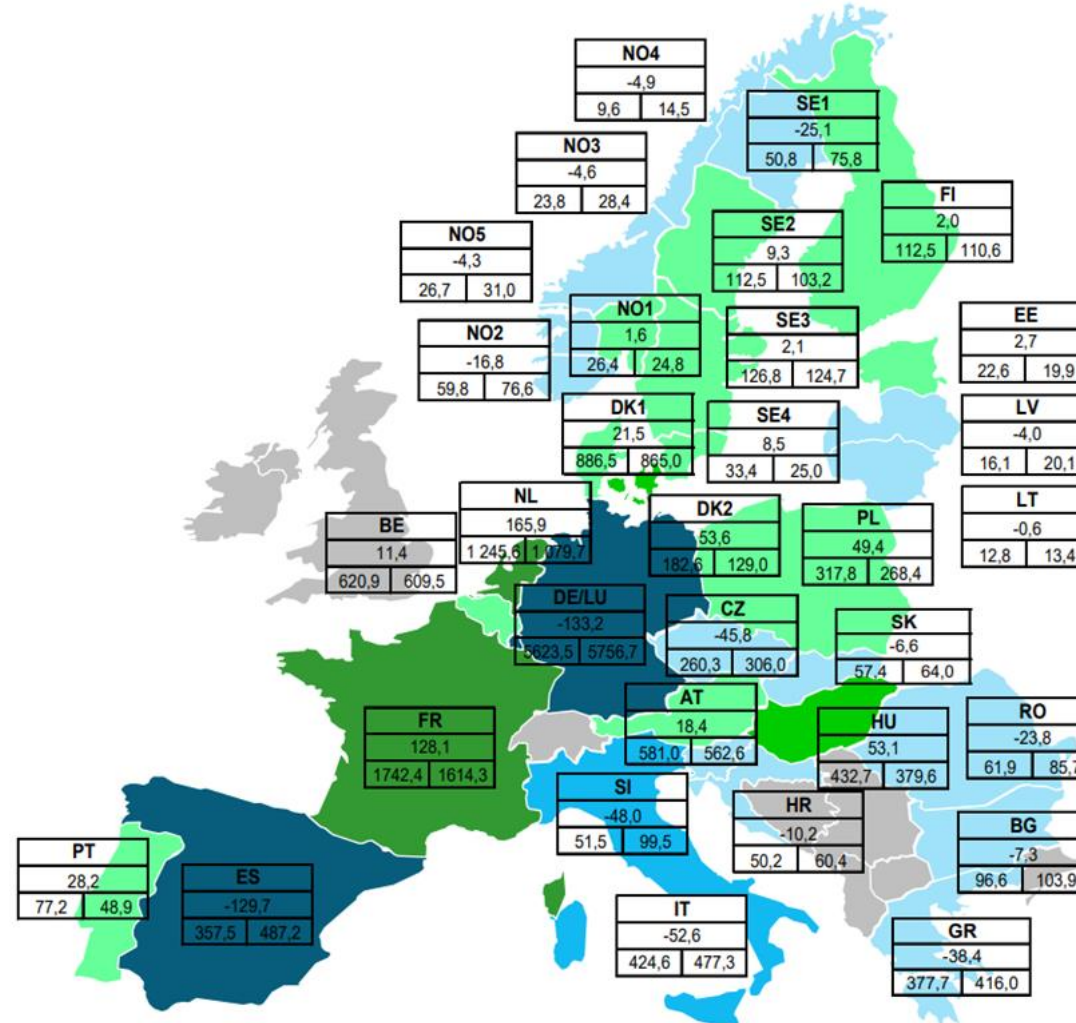 NO4
-4,9
9,6 14,5
SE1
-25,1
50,8 75,8
NO3
-4,6
23,8 28,4
FI
2,0
112,5 110,6
SE2
9,3
112,5 103,2
NO5
-4,3
26,7 31,0
NO1
1,6
26,4 24,8
SE3
2,1
126,8 124,7
EE
2,7
22,6 19,9
NO2
-16,8
59,8 76,6
DK1
21,5
886,5 865,0
SE4
8,5
33,4 25,0
LV
-4,0
16,1 20,1
NL
165,9
1 245,6 1 079,7
DK2
53,6
182,6 129,0
PL
49,4
317,8 268,4
LT
-0,6
12,8 13,4
BE
11,4
620,9 609,5
DE/LU
-133,2
5623,5 5756,7
CZ
-45,8
260,3 306,0
SK
-6,6
57,4 64,0
AT
18,4
581,0 562,6
FR
128,1
1742,4 1614,3
HU
53,1
432,7 379,6
RO
-23,8
61,9 85,7
SI
-48,0
51,5 99,5
HR
-10,2
50,2 60,4
BG
-7,3
96,6 103,9
PT
28,2
77,2 48,9
ES
-129,7
357,5 487,2
IT
-52,6
424,6 477,3
GR
-38,4
377,7 416,0